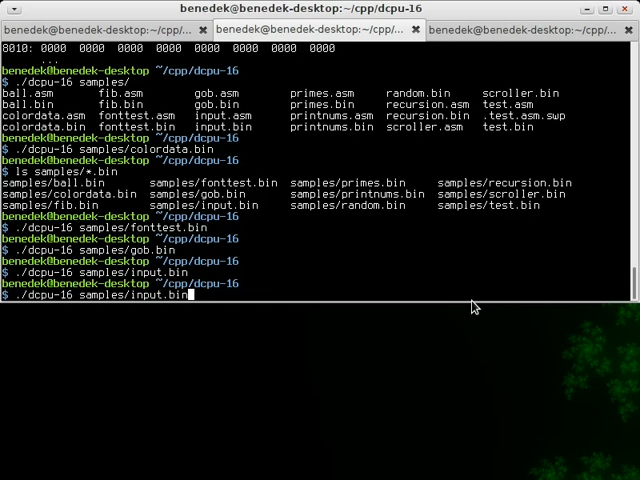 benedek@benedek-desktop:~/cpp/dcpu-16
benedek@benedek-desktop:~/cpp/... benedek@benedek-desktop:~/cpp/... benedek@benedek-desktop:~/cpp/...
8010: 0000 0000 0000 0000 0000 0000 0000 0000
...
benedek@benedek-desktop ~/cpp/dcpu-16
$ ./dcpu-16 samples/
ball.asm fib.asm gob.asm primes.asm random.bin scroller.bin
ball.bin fib.bin gob.bin primes.bin recursion.asm test.asm
colordata.asm fonttest.asm input.asm printnums.asm recursion.bin .test.asm.swp
colordata.bin fonttest.bin input.bin printnums.bin scroller.asm test.bin
benedek@benedek-desktop ~/cpp/dcpu-16
$ ./dcpu-16 samples/colordata.bin
benedek@benedek-desktop ~/cpp/dcpu-16
$ ls samples/*.bin
samples/ball.bin samples/fonttest.bin samples/primes.bin samples/recursion.bin
samples/colordata.bin samples/gob.bin samples/printnums.bin samples/scroller.bin
samples/fib.bin samples/input.bin samples/random.bin samples/test.bin
benedek@benedek-desktop ~/cpp/dcpu-16
$ ./dcpu-16 samples/fonttest.bin
benedek@benedek-desktop ~/cpp/dcpu-16
$ ./dcpu-16 samples/gob.bin
benedek@benedek-desktop ~/cpp/dcpu-16
$ ./dcpu-16 samples/input.bin
benedek@benedek-desktop ~/cpp/dcpu-16
$ ./dcpu-16 samples/input.bin